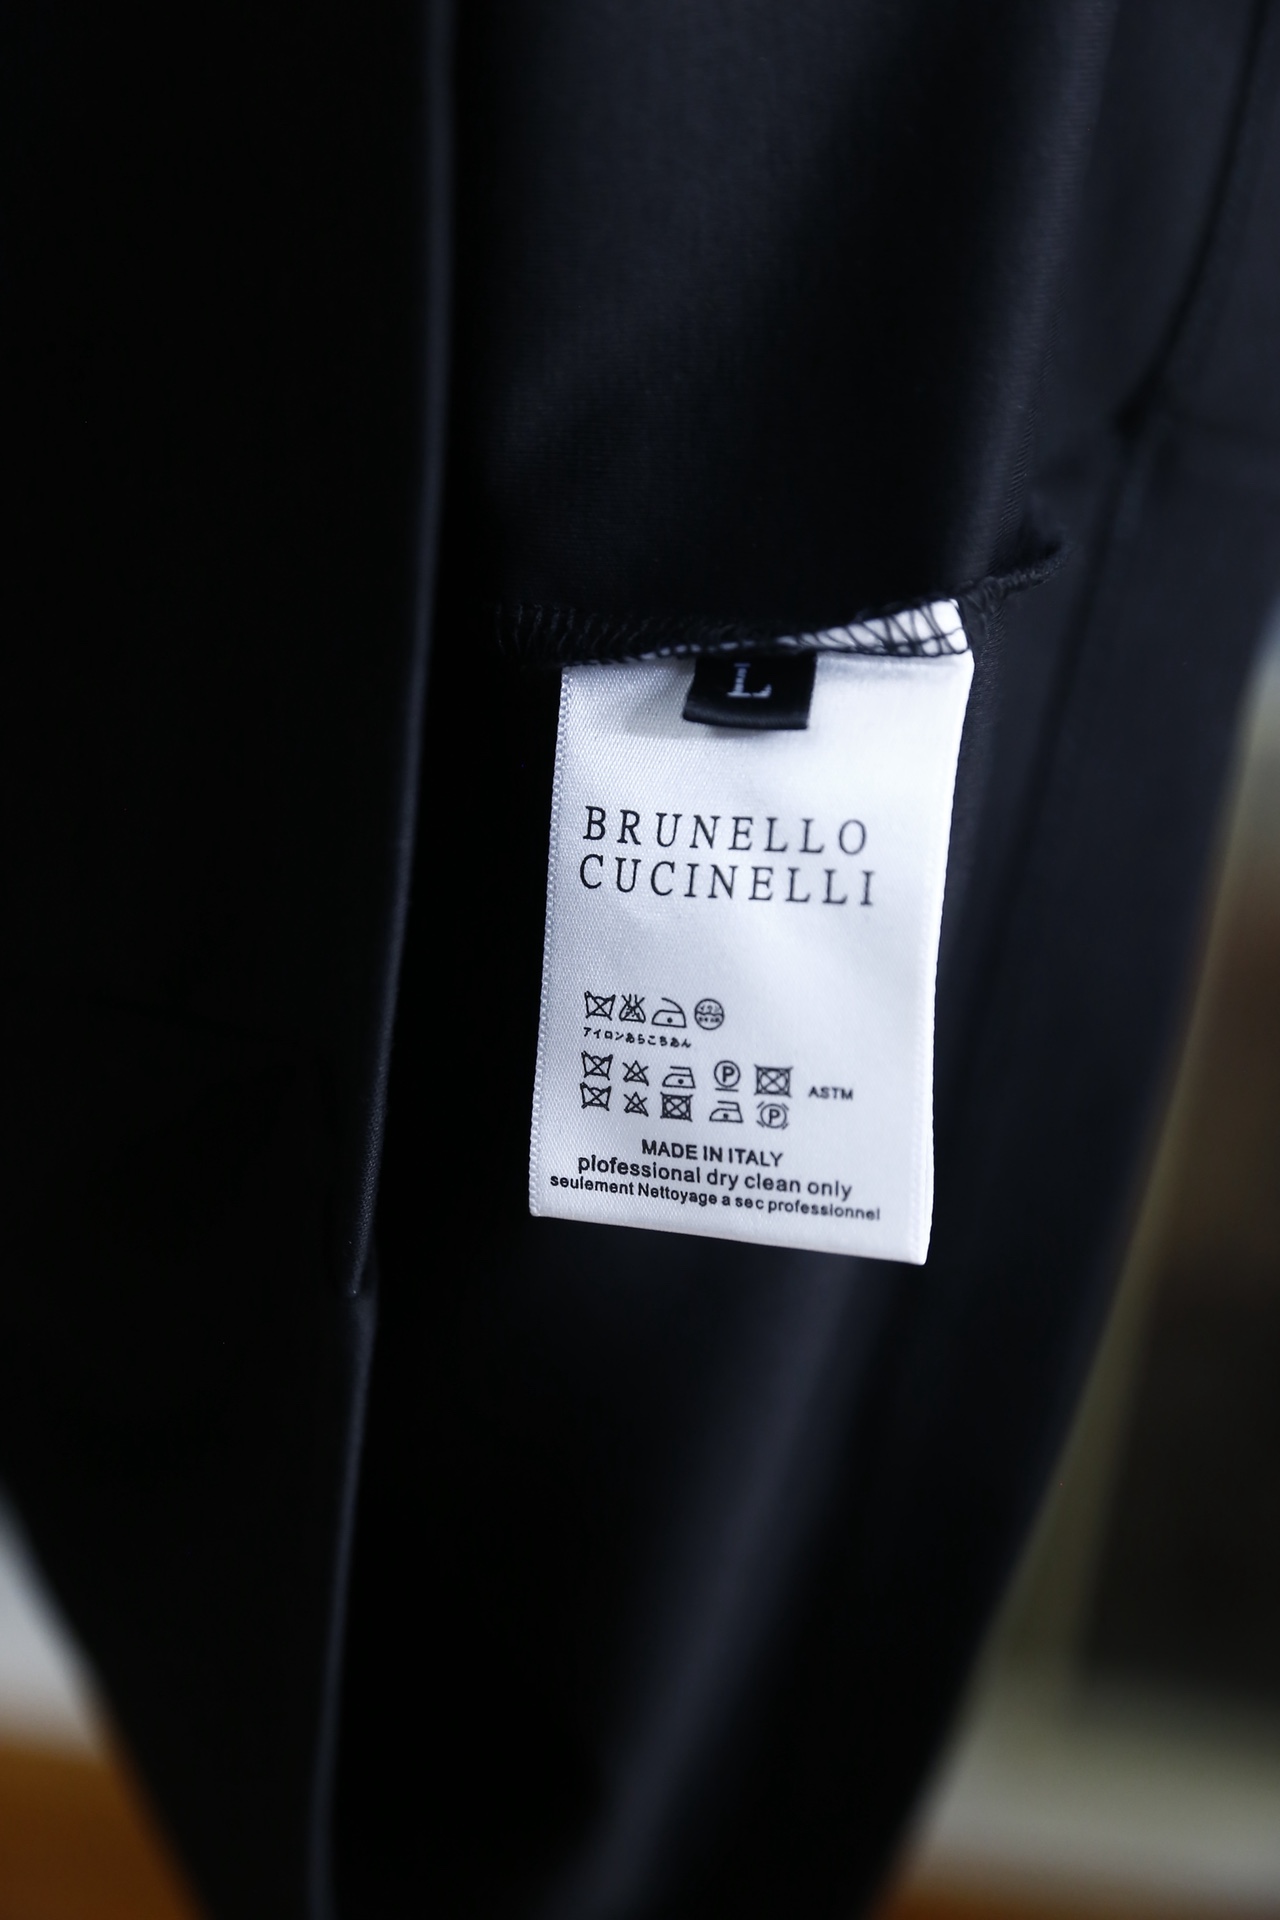 L
BRUNELLO
CUCINELLI
アイロンあらこちあん
P
ASTM
P
MADE IN ITALY
plofessional dry clean only
seulement Nettoyage a sec professionnel